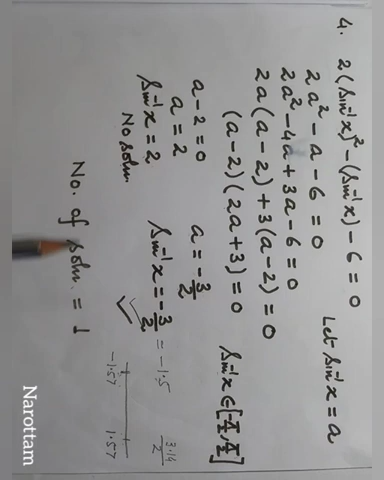 4. 2(sin⁻¹x)² - (sin⁻¹x) - 6 = 0
Let sin⁻¹x = a
2a² - a - 6 = 0
2a² - 4a + 3a - 6 = 0
2a(a-2) + 3(a-2) = 0
(a-2)(2a+3) = 0
sin⁻¹x ∈ [-π/2, π/2]
a - 2 = 0
a = 2
sin⁻¹x = 2
No soln.
a = -3/2
sin⁻¹x = -3/2 = -1.5
3.14/2
-1.57 1.57
No. of soln. = 1
Narottam